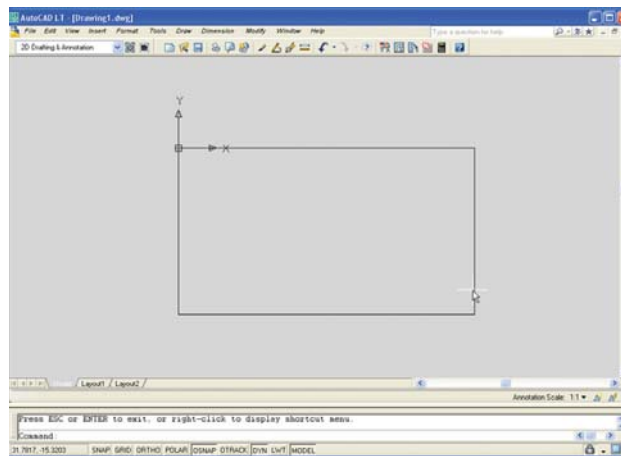 AutoCAD LT - [Drawing1.dwg]
File Edit View Insert Format Tools Draw Dimension Modify Window Help Type a question for help
2D Drafting & Annotation
Y
X
Layout1 / Layout2 /
Annotation Scale: 1:1
Press ESC or ENTER to exit, or right-click to display shortcut menu.
Command:
31.7817, -15.3203 SNAP GRID ORTHO POLAR OSNAP OTRACK DYN LWT MODEL